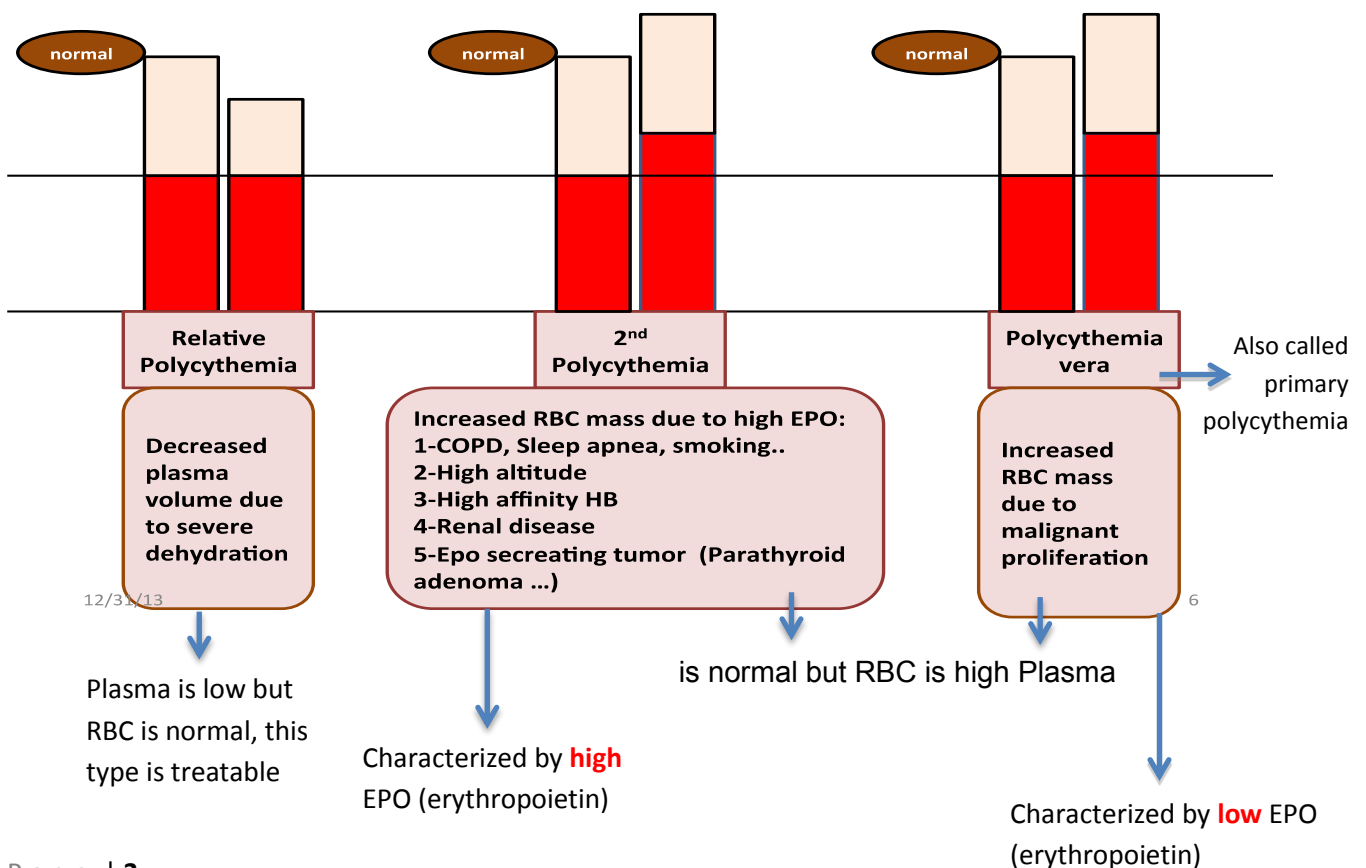 normal
normal
normal
Relative
Polycythemia
Decreased
plasma
volume due
to severe
dehydration
12/31/13
Plasma is low but
RBC is normal, this
type is treatable
2nd
Polycythemia
Increased RBC mass due to high EPO:
1-COPD, Sleep apnea, smoking..
2-High altitude
3-High affinity HB
4-Renal disease
5-Epo secreating tumor (Parathyroid
adenoma ...)
Characterized by high
EPO (erythropoietin)
is normal but RBC is high Plasma
Polycythemia
vera
Also called
primary
polycythemia
Increased
RBC mass
due to
malignant
proliferation
6
Characterized by low EPO
(erythropoietin)